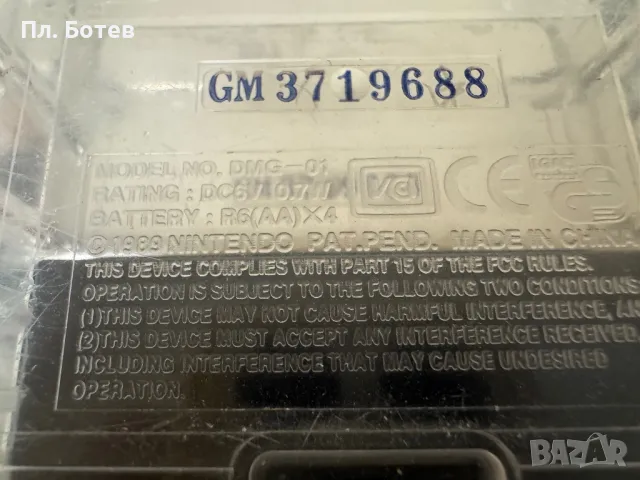 Пл. Ботев
GM3719688
MODEL NO. DMG-01
RATING : DC6V 0.7W
BATTERY : R6(AA)X4
VDE
CE
©1989 NINTENDO PAT.PEND. MADE IN CHINA
THIS DEVICE COMPLIES WITH PART 15 OF THE FCC RULES.
OPERATION IS SUBJECT TO THE FOLLOWING TWO CONDITIONS
(1)THIS DEVICE MAY NOT CAUSE HARMFUL INTERFERENCE, AN
(2)THIS DEVICE MUST ACCEPT ANY INTERFERENCE RECEIVED
INCLUDING INTERFERENCE THAT MAY CAUSE UNDESIRED
OPERATION.
BAZAR